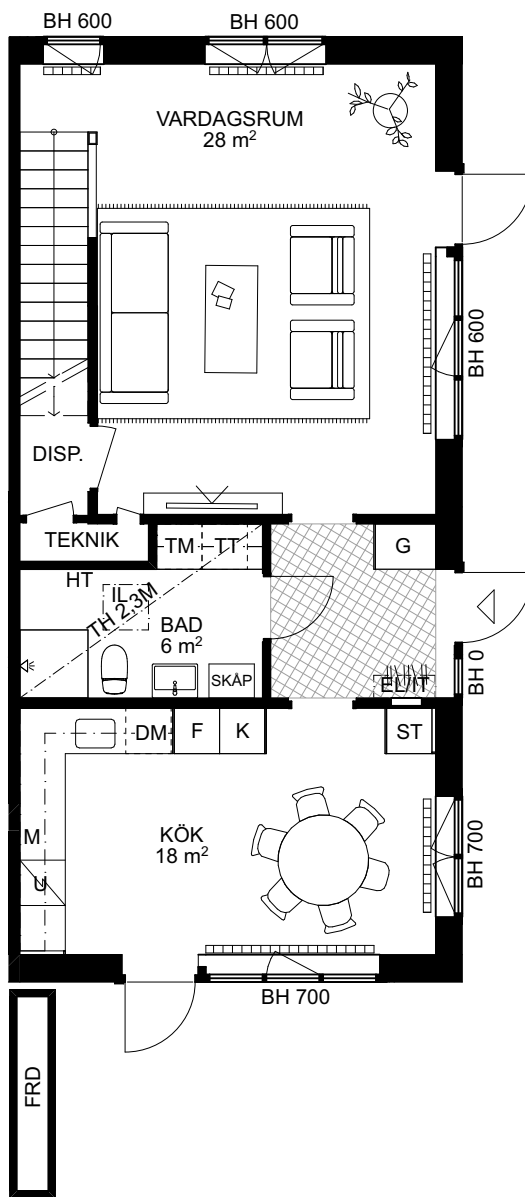 BH 600
BH 600
VARDAGSRUM
28 m²
BH 600
DISP.
TEKNIK
TM
TT
G
HT
IL
TH 2,3M
BAD
6 m²
SKÅP
EL/IT
BH 0
DM
F
K
ST
M
U
KÖK
18 m²
BH 700
BH 700
FRD